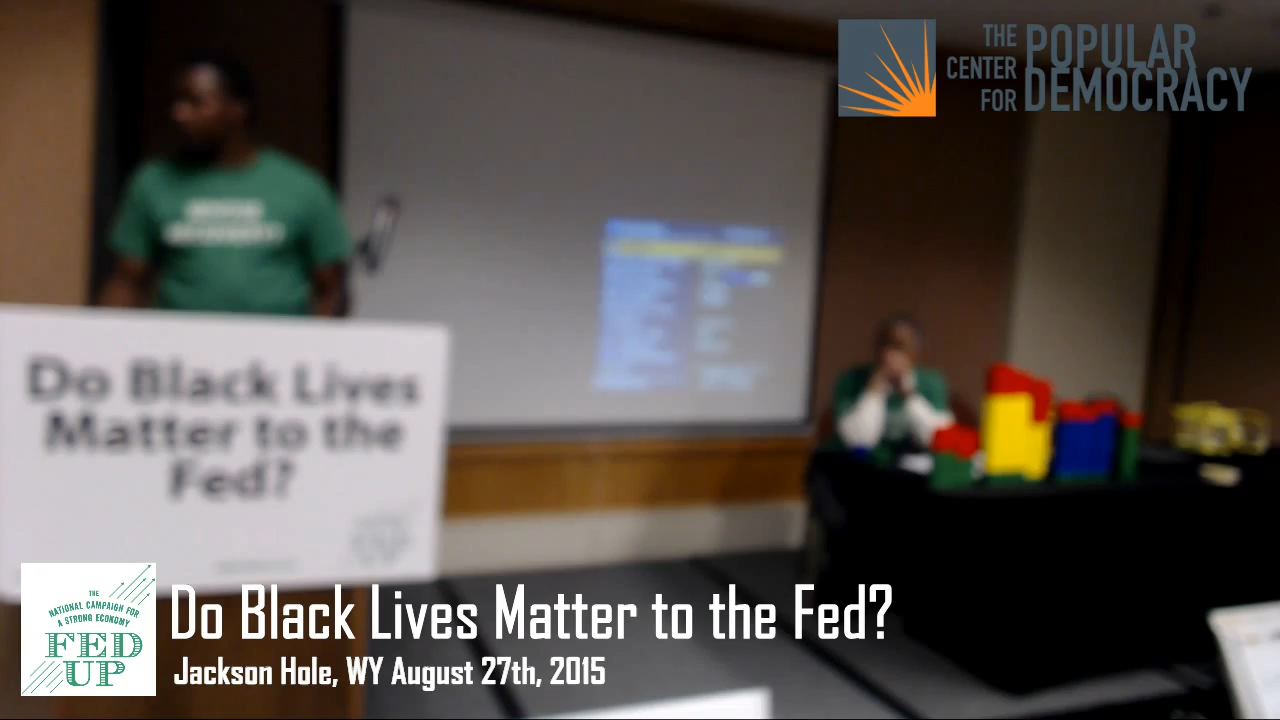 THE
CENTER
FOR
POPULAR
DEMOCRACY
Do Black Lives
Matter to the
Fed?
THE
NATIONAL CAMPAIGN FOR
A STRONG ECONOMY
FED
UP
Do Black Lives Matter to the Fed?
Jackson Hole, WY August 27th, 2015